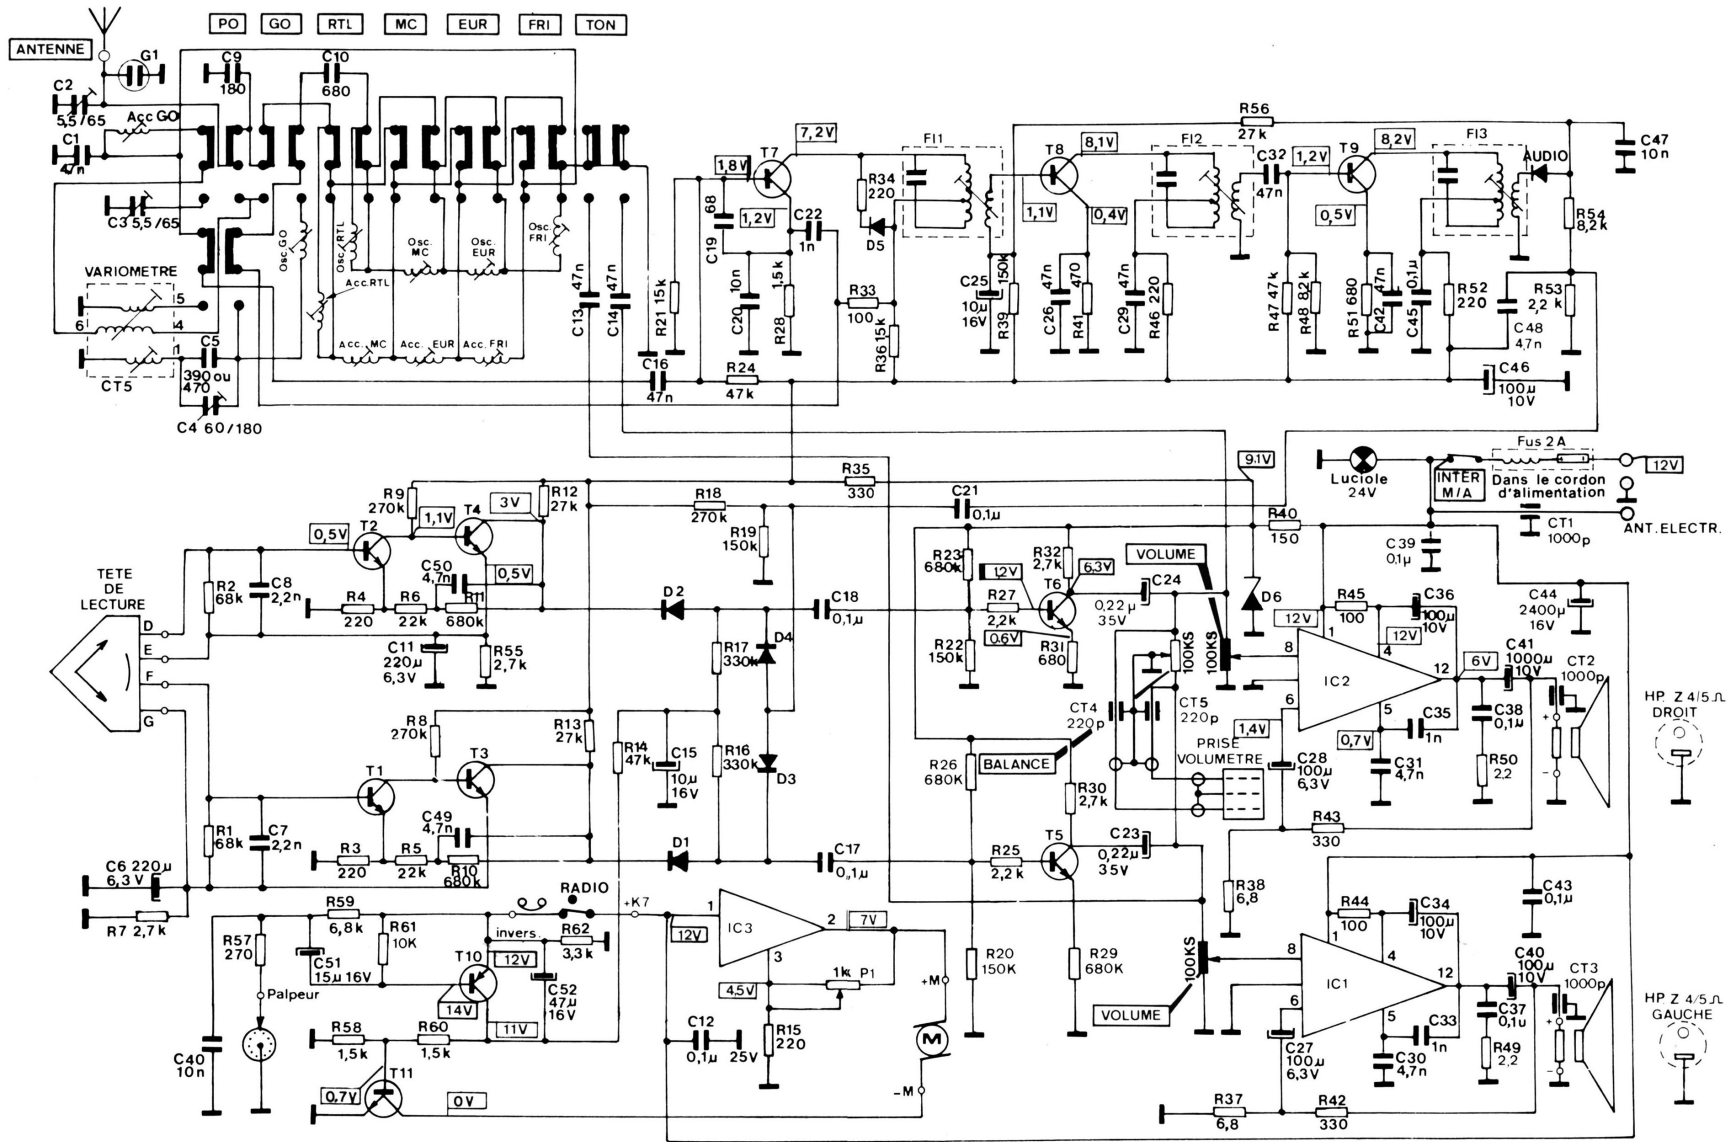 PO GO RTL MC EUR FRI TON
ANTENNE
G1
C9
180
C10
680
C2
5,5/65
Acc GO
C1
47n
C3 5,5/65
Osc GO
Osc. RTL
Osc. MC
Osc. EUR
Osc. FRI
Acc. RTL
Acc. MC
Acc. EUR
Acc. FRI
VARIOMETRE
5
6
4
1
CT5
C5
390 ou
470
C4 60/180
C13 47n
C14 47n
C16
47n
R21 15k
1,8V
T7
7,2V
68
C19
1,2V
C22
1n
10n
C20
1,5k
R28
R24
47k
R34
220
D5
R33
100
R36 15k
FI1
C25
10µ
16V
150k
R39
1,1V
T8
8,1V
0,4V
47n
C26
470
R41
R56
27k
FI2
47n
C29
220
R46
C32
47n
1,2V
T9
8,2V
0,5V
R47 47k
R48 82k
R51 680
C42 47n
C45 0,1µ
R52
220
FI3
AUDIO
C47
10n
R54
8,2k
R53
2,2 k
C48
4,7n
C46
100µ
10V
Fus 2A
12V
Luciole
24V
INTER
M/A
Dans le cordon
d'alimentation
CT1
1000p
ANT. ELECTR.
C39
0,1µ
TETE
DE
LECTURE
D
E
F
G
R9
270k
R12
27k
R35
330
R18
270k
R19
150k
C21
0,1µ
9.1V
R40
150
0,5V
T2
1,1V
T4
3V
0,5V
R2
68k
C8
2,2n
R4
220
R6
22k
C50
4,7n
R11
680k
C11
220µ
6,3V
R55
2,7k
D2
R17
330k
D4
C18
0,1µ
R23
680k
R22
150k
1,2V
R27
2,2k
0.6V
R32
2,7k
T6
6,3V
R31
680
C24
0,22µ
35V
VOLUME
100KS
100KS
D6
CT4
220p
CT5
220p
BALANCE
PRISE
VOLUMETRE
12V
1
R45
100
12V
4
C36
100µ
10V
8
IC2
12
6
5
1,4V
0,7V
6V
C41
1000µ
10V
C44
2400µ
16V
CT2
1000p
C35
1n
C38
0,1µ
R50
2,2
C28
100µ
6,3V
C31
4,7n
+
-
HP. Z 4/5Ω
DROIT
R8
270k
R13
27k
R14
47k
C15
10µ
16V
R16
330k
D3
T1
T3
R1
68k
C7
2,2n
R3
220
R5
22k
C49
4,7n
R10
680k
D1
C17
0,1µ
R26
680K
R30
2,7k
R25
2,2k
T5
C23
0,22µ
35V
R43
330
R38
6,8
C6 220µ
6,3V
R7 2,7k
R59
6,8k
R57
270
Palpeur
C40
10n
C51
15µ 16V
R61
10K
RADIO
invers.
+K7
R62
3,3k
T10
12V
14V
11V
C52
47µ
16V
R58
1,5k
R60
1,5k
T11
0,7V
0V
12V
1
IC3
2
3
7V
4,5V
1k P1
C12
0,1µ
25V
R15
220
+M
M
-M
R20
150K
R29
680K
100KS
VOLUME
C43
0,1µ
R44
100
C34
100µ
10V
1
4
8
IC1
12
6
5
C40
100µ
10V
CT3
1000p
C33
1n
C37
0,1u
R49
2,2
C27
100µ
6,3V
C30
4,7n
+
-
HP. Z 4/5Ω
GAUCHE
R37
6,8
R42
330